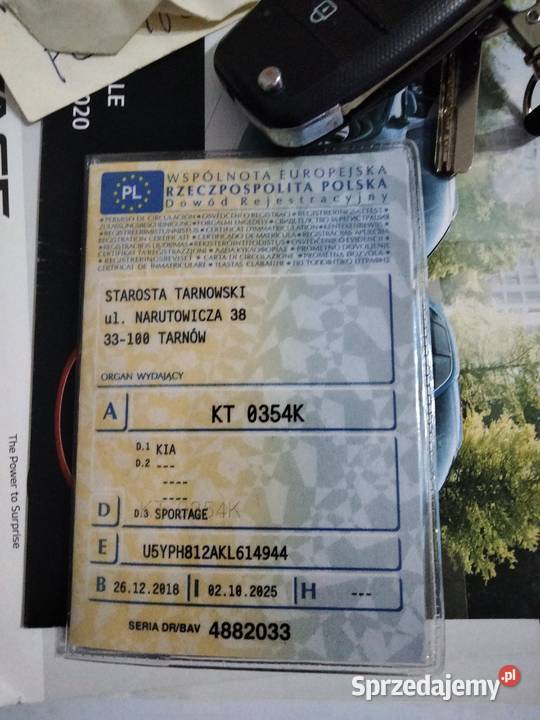 LLE
020
The Power to Surprise
PL
WSPÓLNOTA EUROPEJSKA
RZECZPOSPOLITA POLSKA
Dowód Rejestracyjny
STAROSTA TARNOWSKI
ul. NARUTOWICZA 38
33-100 TARNÓW
ORGAN WYDAJĄCY
A KT 0354K
D.1 KIA
D.2 ---
----
----
D D.3 SPORTAGE
E U5YPH812AKL614944
B 26.12.2018 I 02.10.2025 H ---
SERIA DR/BAV 4882033
Sprzedajemy.pl